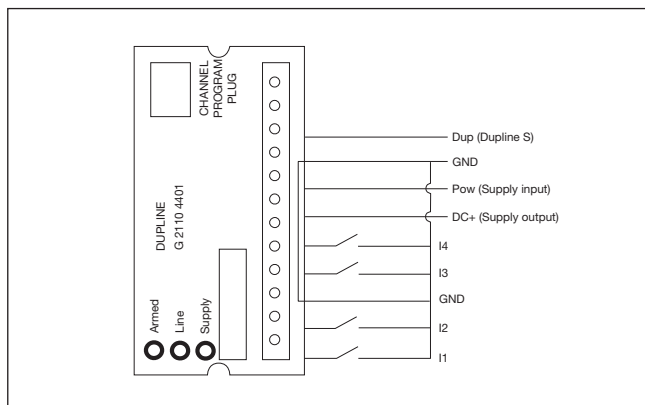 CHANNEL
PROGRAM
PLUG
DUPLINE
G 2110 4401
Armed
Line
Supply
Dup (Dupline S)
GND
Pow (Supply input)
DC+ (Supply output)
I4
I3
GND
I2
I1